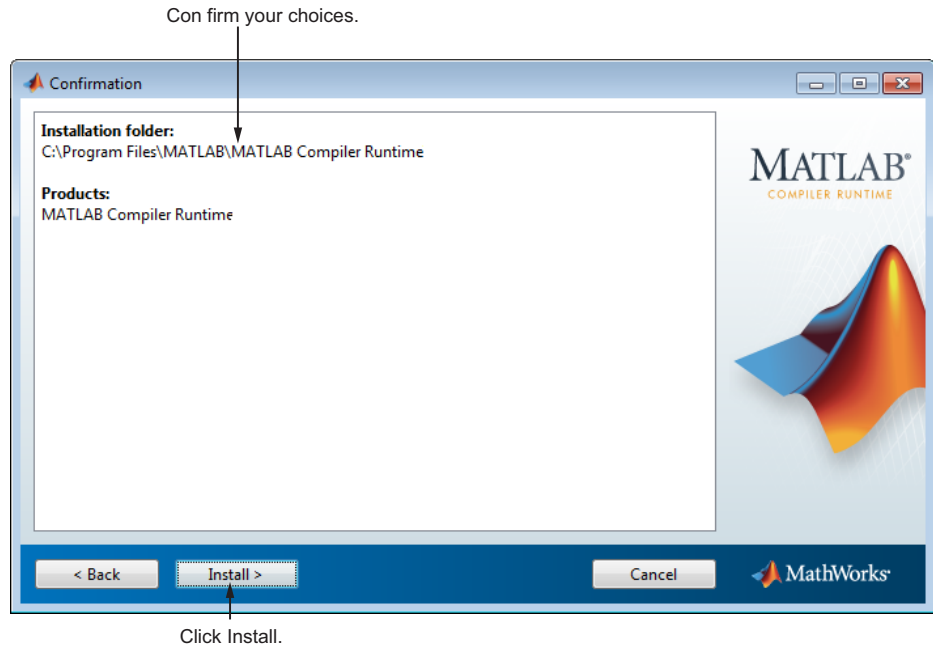 Con firm your choices.
Confirmation
Installation folder:
C:\Program Files\MATLAB\MATLAB Compiler Runtime
Products:
MATLAB Compiler Runtime
MATLAB®
COMPILER RUNTIME
< Back
Install >
Cancel
MathWorks®
Click Install.